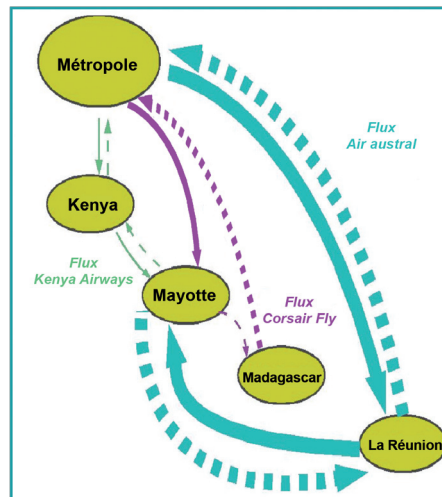 Métropole
Flux
Air austral
Kenya
Flux
Kenya Airways
Mayotte
Flux
Corsair Fly
Madagascar
La Réunion